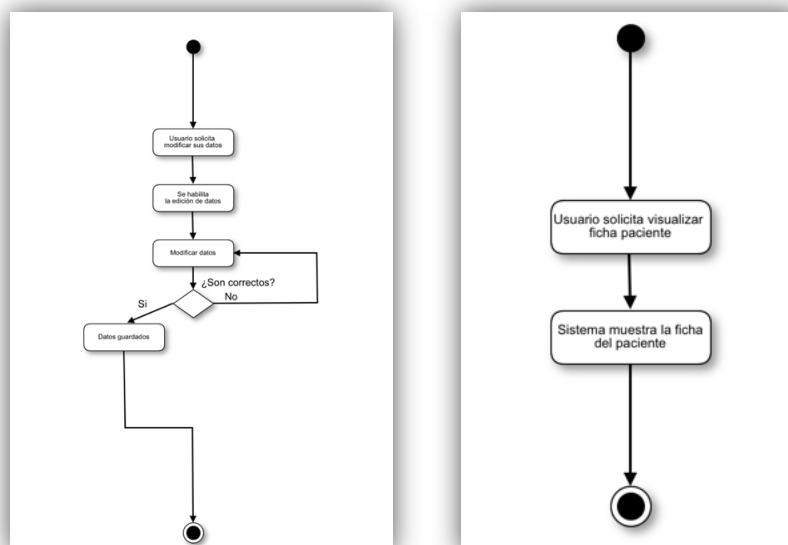 Usuario solicita
modificar sus datos
Se habilita
la edición de datos
Modificar datos
¿Son correctos?
Si
No
Datos guardados
Usuario solicita visualizar
ficha paciente
Sistema muestra la ficha
del paciente